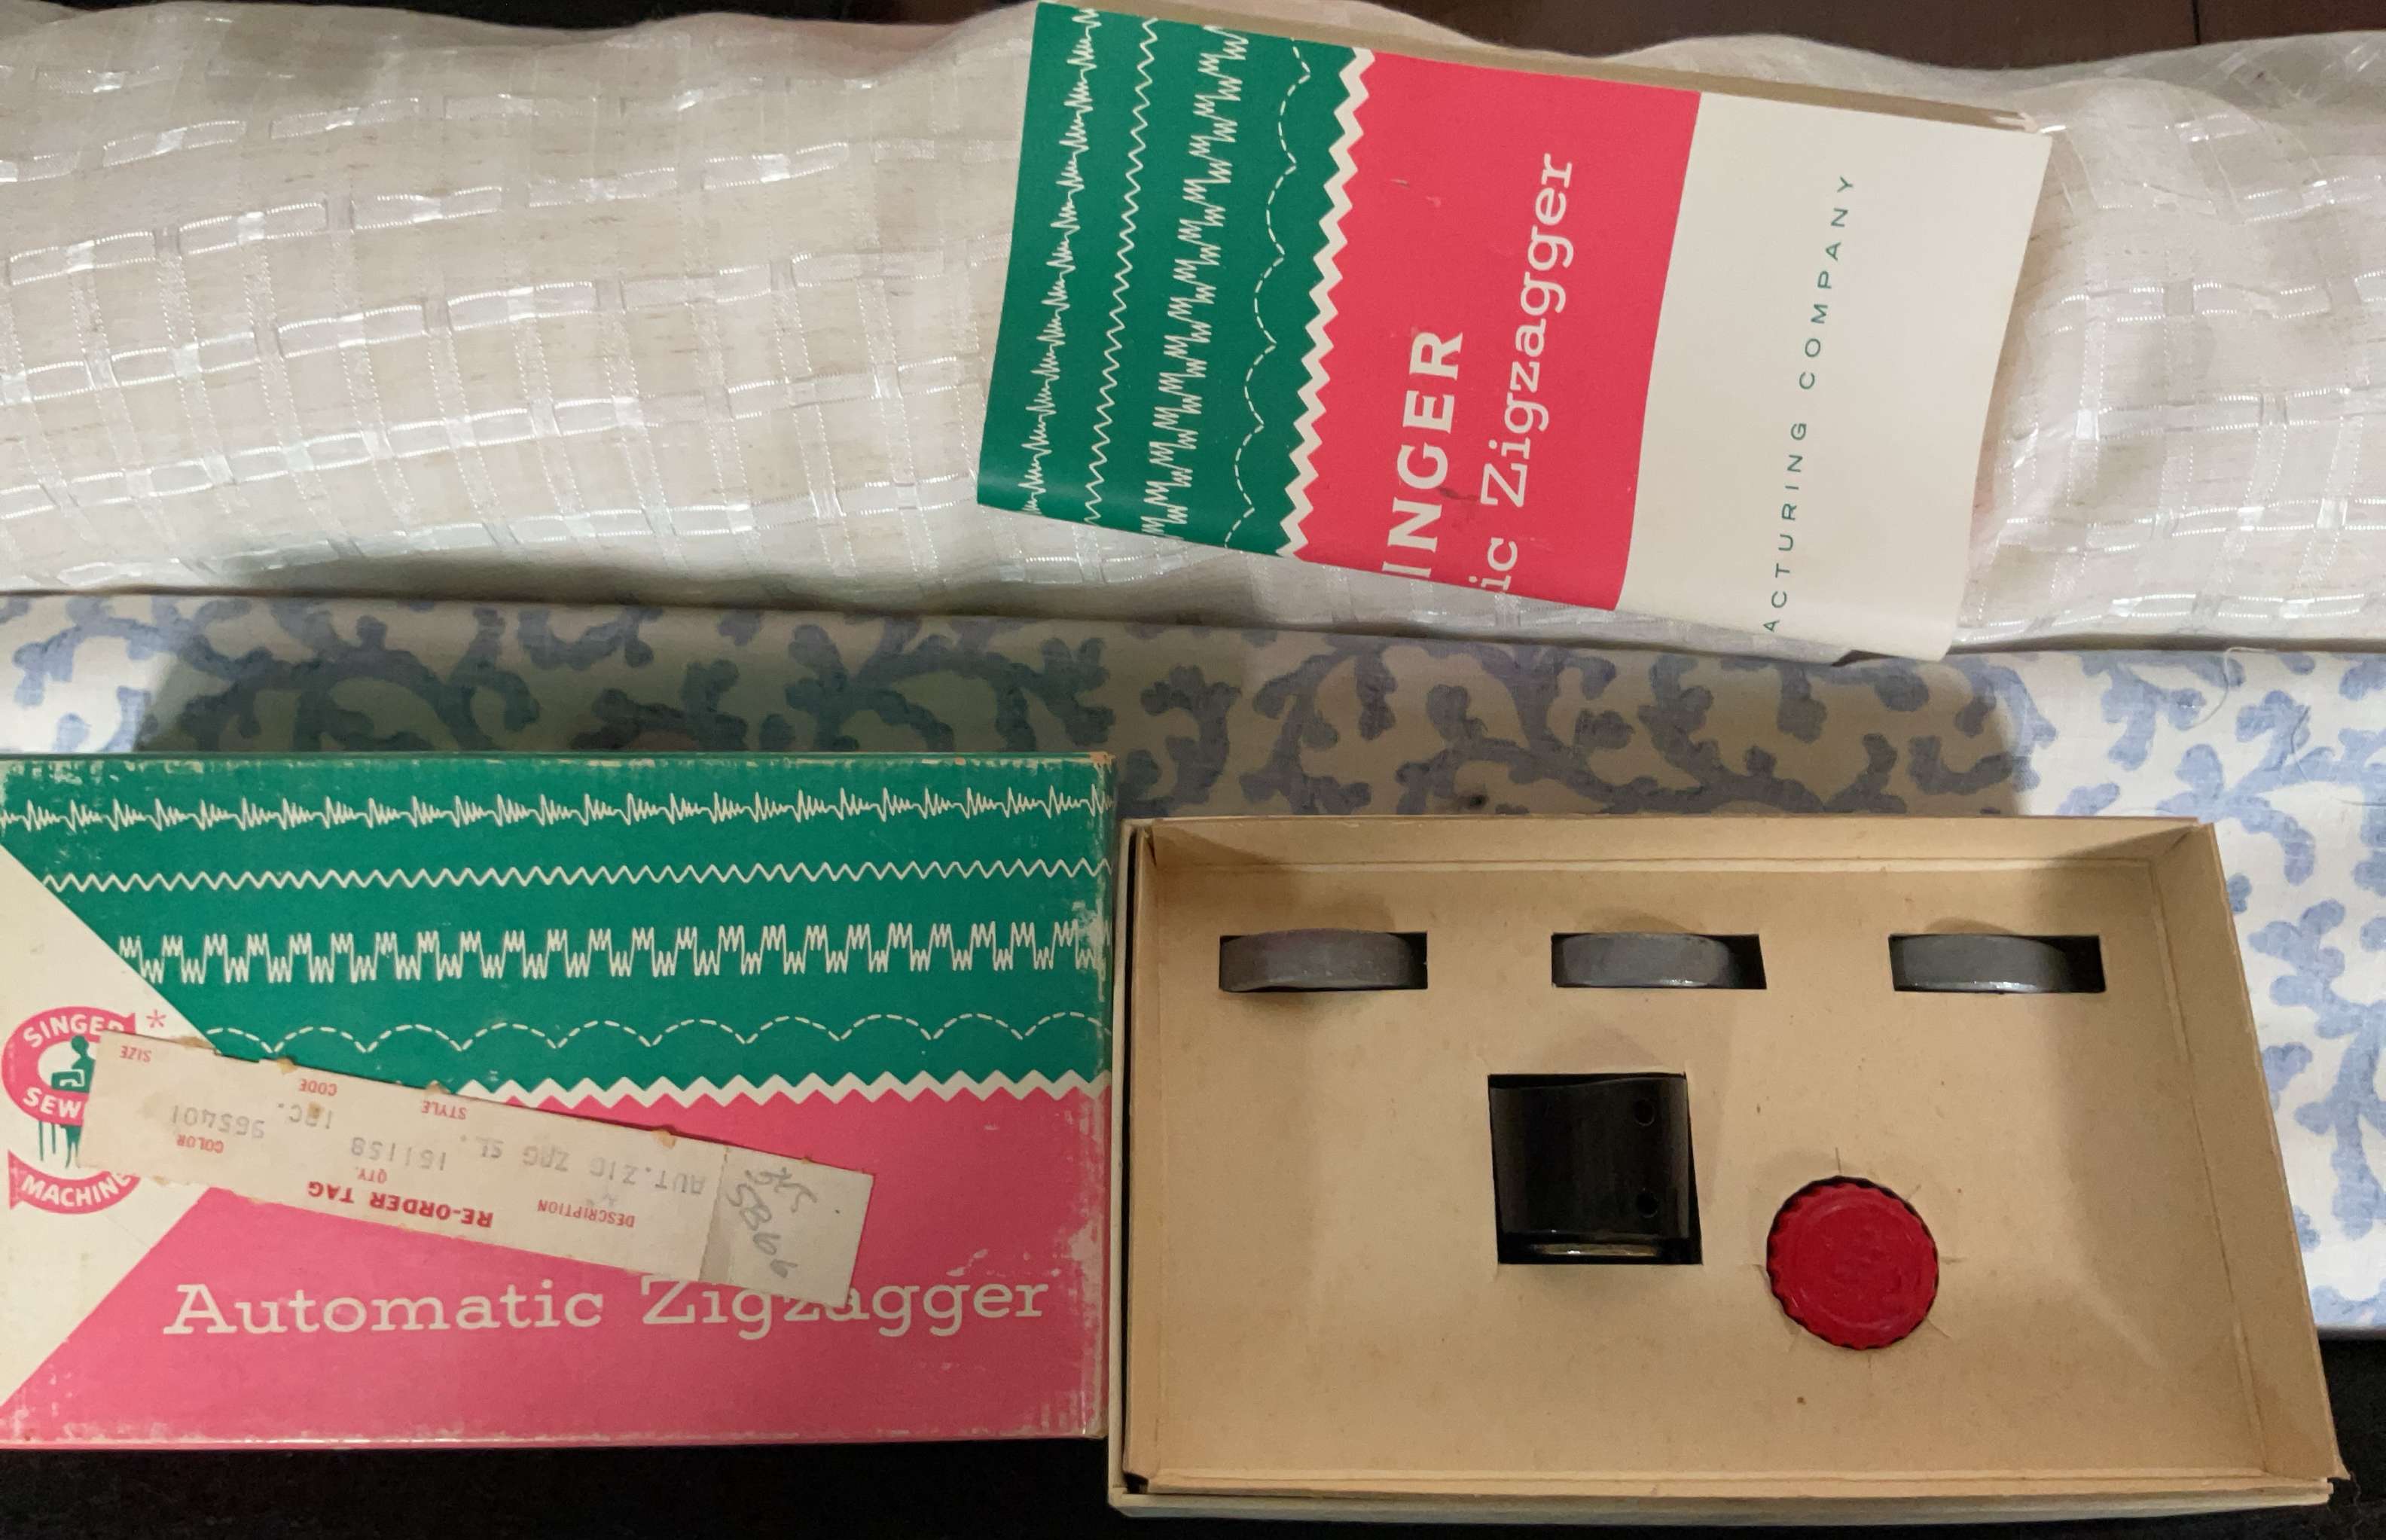 INGER
ic Zigzagger
ACTURING COMPANY
SINGER
SEW
MACHINE
*
Automatic Zigzagger
RE-ORDER TAG
DESCRIPTION QTY. COLOR
AUT. ZIG ZAG SL. 161158 1BC. 965401
STYLE CODE SIZE